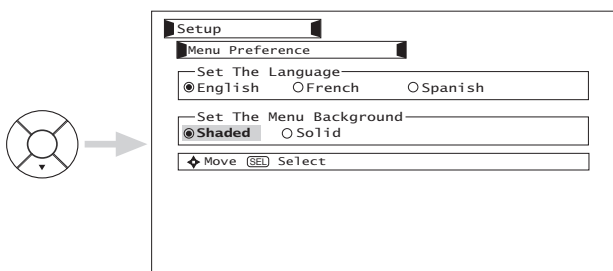 Setup
Menu Preference
Set The Language
English French Spanish
Set The Menu Background
Shaded Solid
Move SEL Select